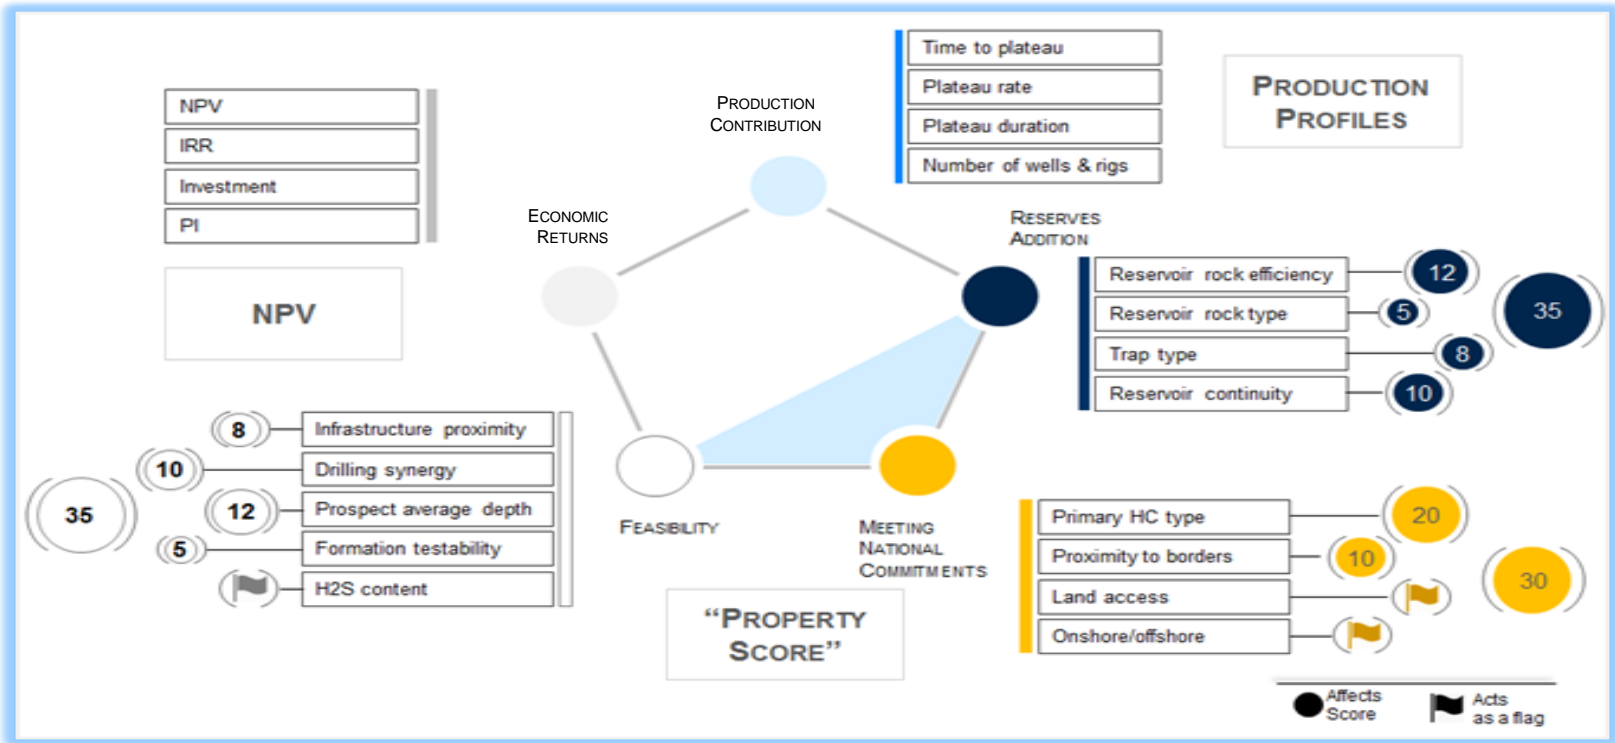 NPV
IRR
Investment
PI
NPV
PRODUCTION
CONTRIBUTION
ECONOMIC
RETURNS
Time to plateau
Plateau rate
Plateau duration
Number of wells & rigs
PRODUCTION
PROFILES
RESERVES
ADDITION
Reservoir rock efficiency
12
Reservoir rock type
5
Trap type
8
Reservoir continuity
10
35
8
Infrastructure proximity
10
Drilling synergy
12
Prospect average depth
5
Formation testability
H2S content
35
FEASIBILITY
MEETING
NATIONAL
COMMITMENTS
Primary HC type
20
Proximity to borders
10
Land access
Onshore/offshore
30
“PROPERTY
SCORE”
Affects
Score
Acts
as a flag